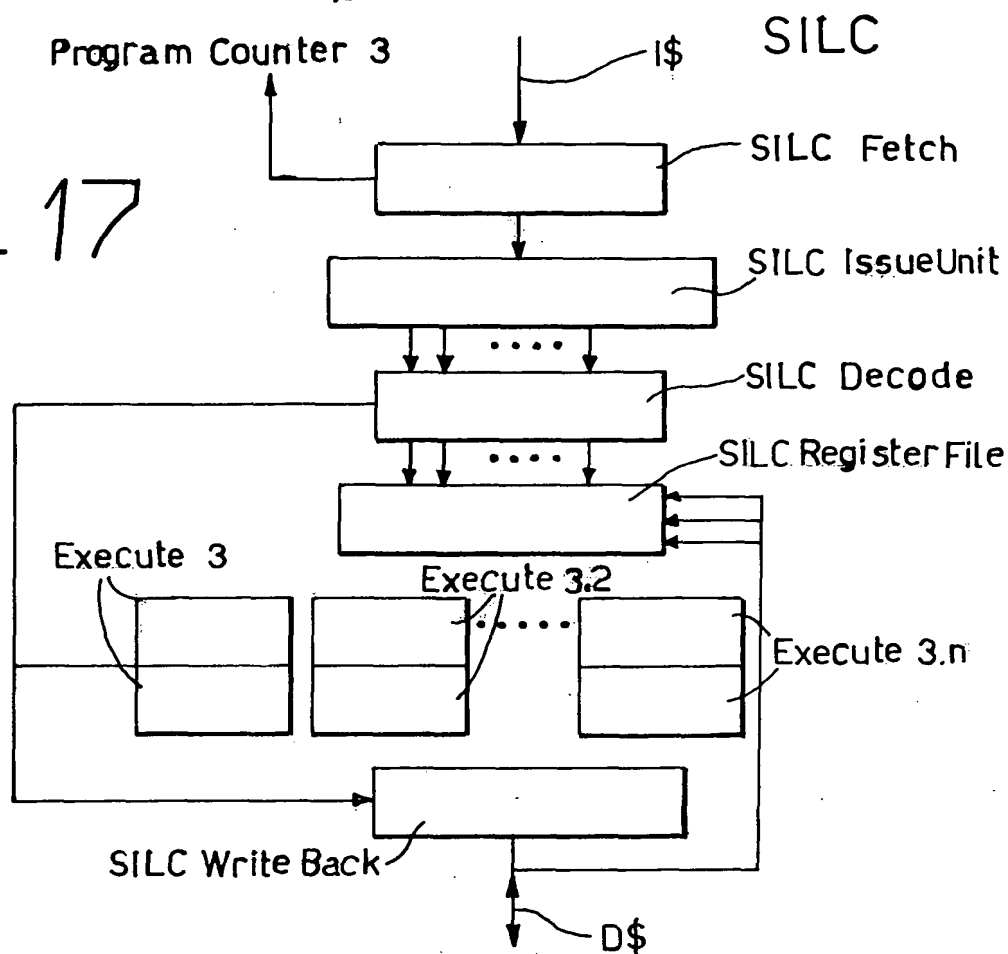 SILC
Program Counter 3
I$
SILC Fetch
17
SILC IssueUnit
SILC Decode
SILC Register File
Execute 3
Execute 3.2
Execute 3.n
SILC Write Back
D$